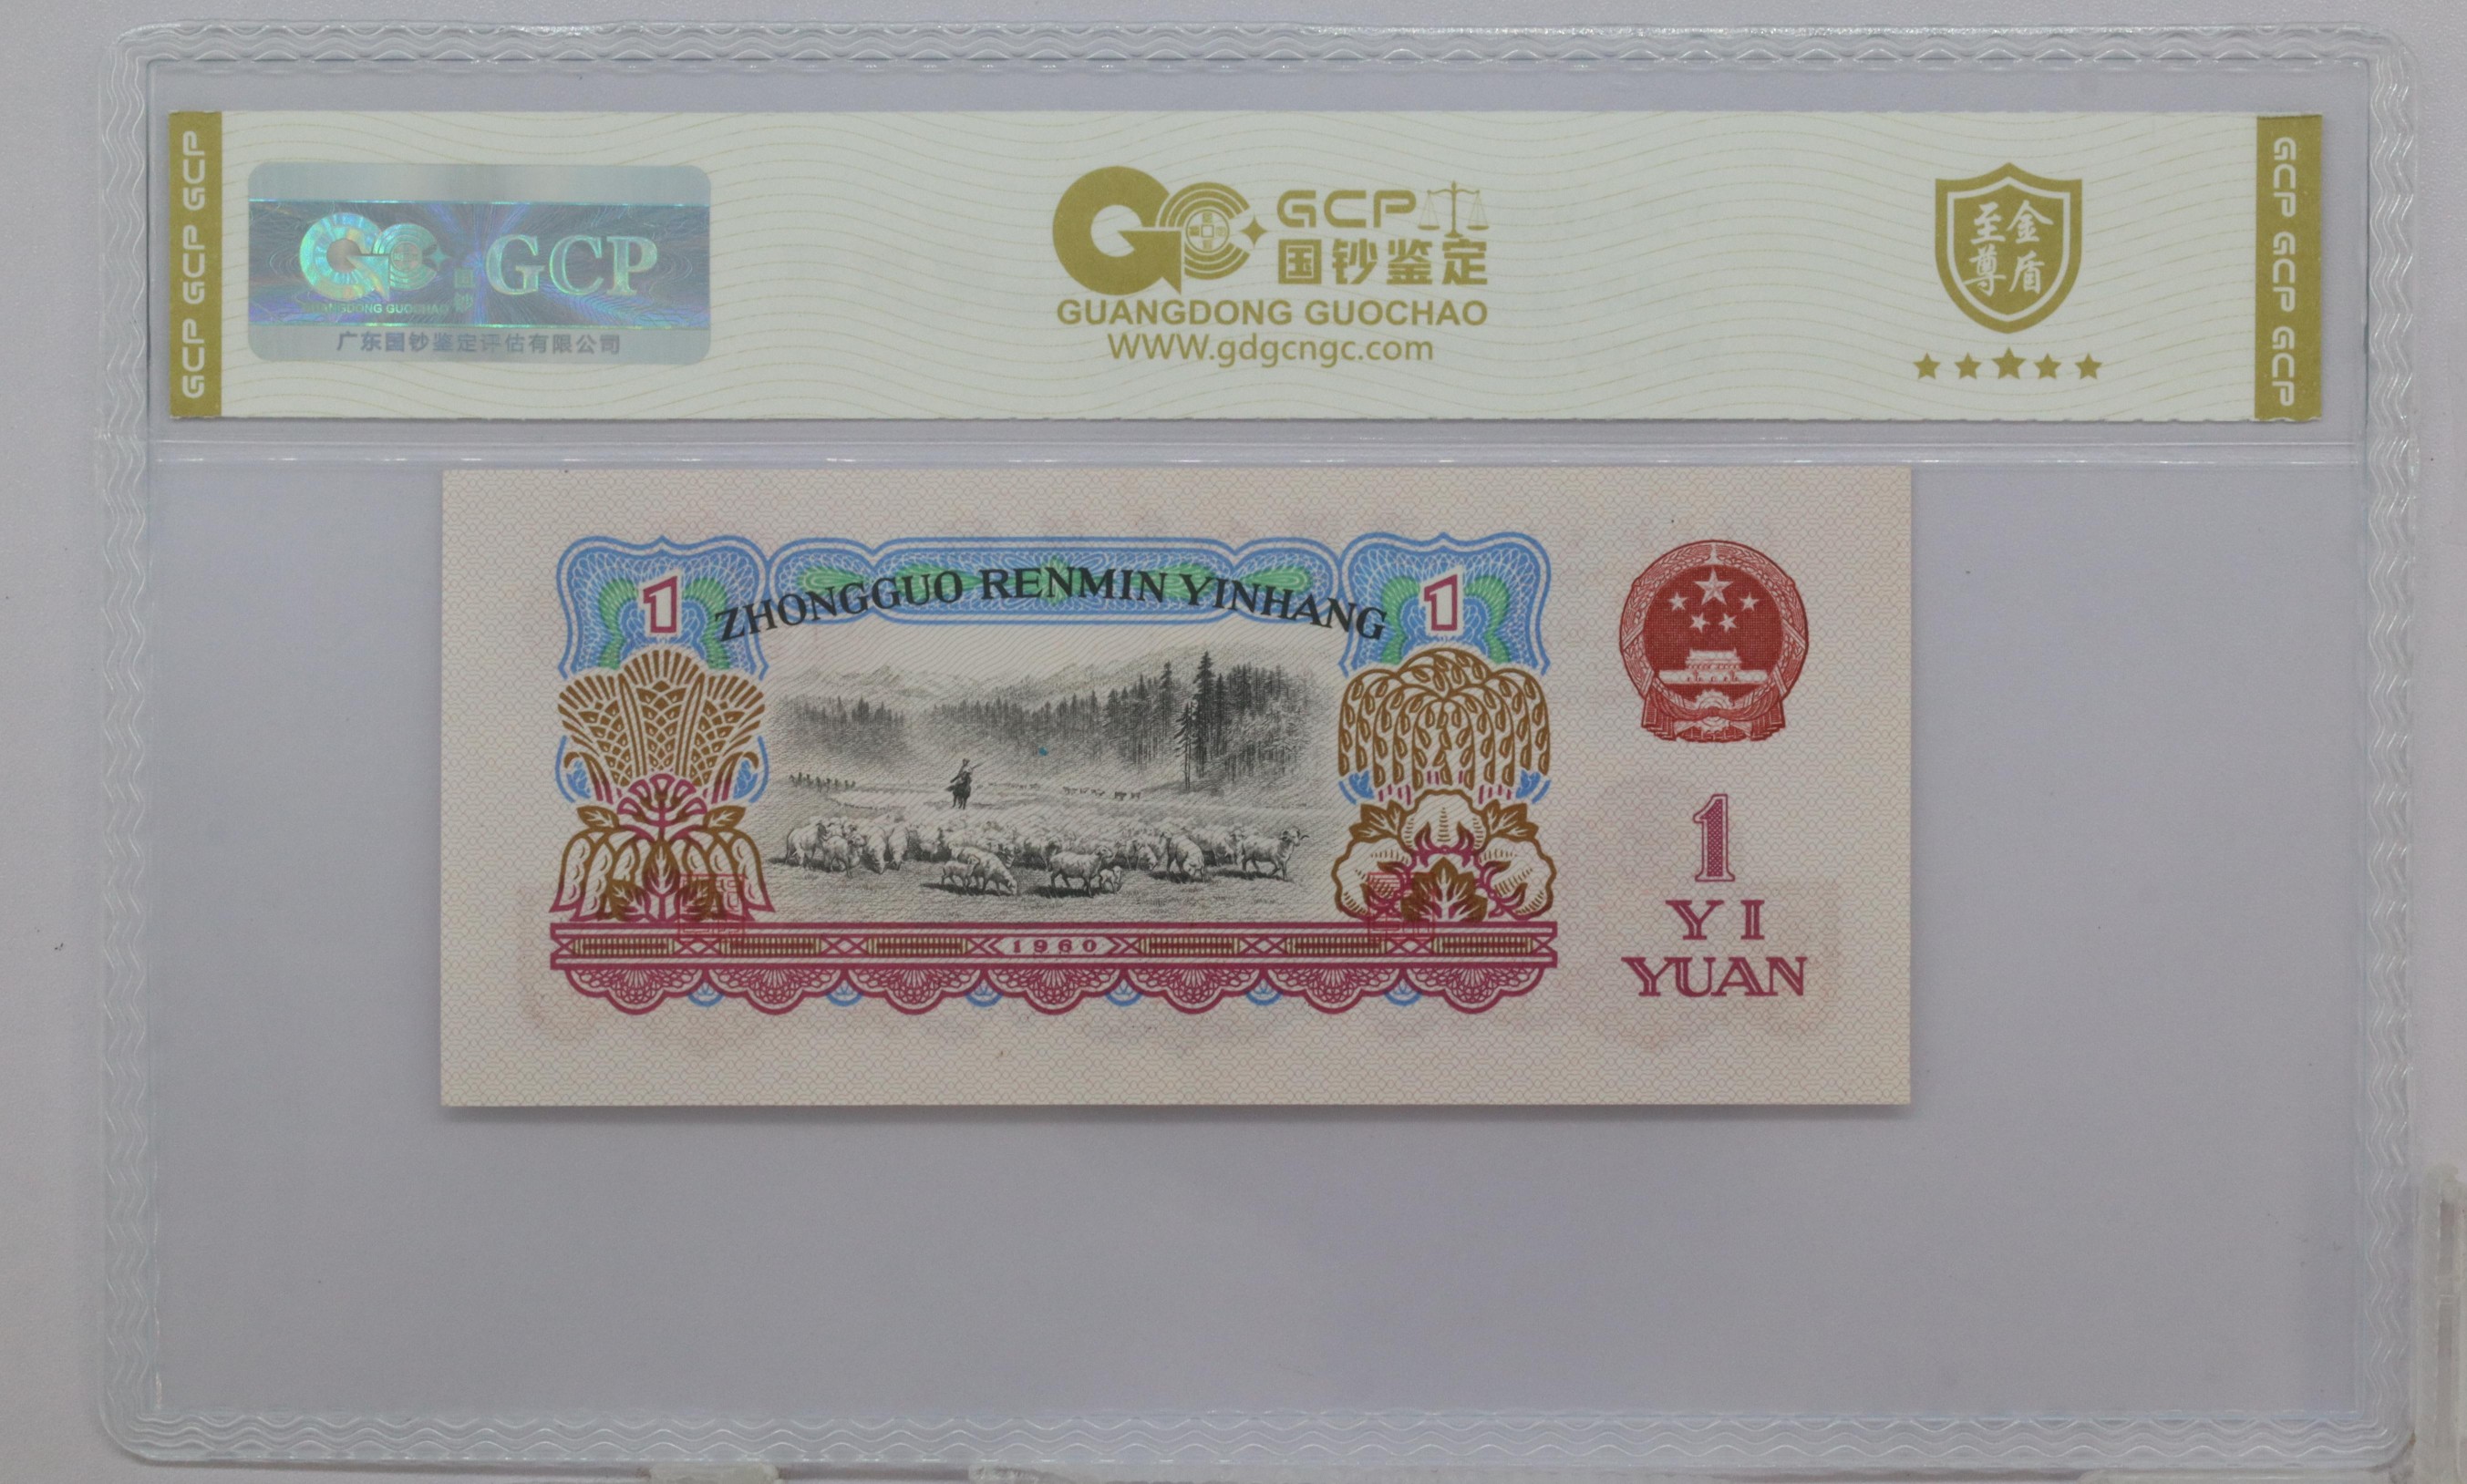 GCP GCP GCP
GCP
GUANGDONG GUOCHAO
国钞
广东国钞鉴定评估有限公司
GCP
国钞鉴定
GUANGDONG GUOCHAO
WWW.gdgcngc.com
金盾
至尊
GCP GCP GCP
1
ZHONGGUO RENMIN YINHANG
1
1960
1
YI
YUAN